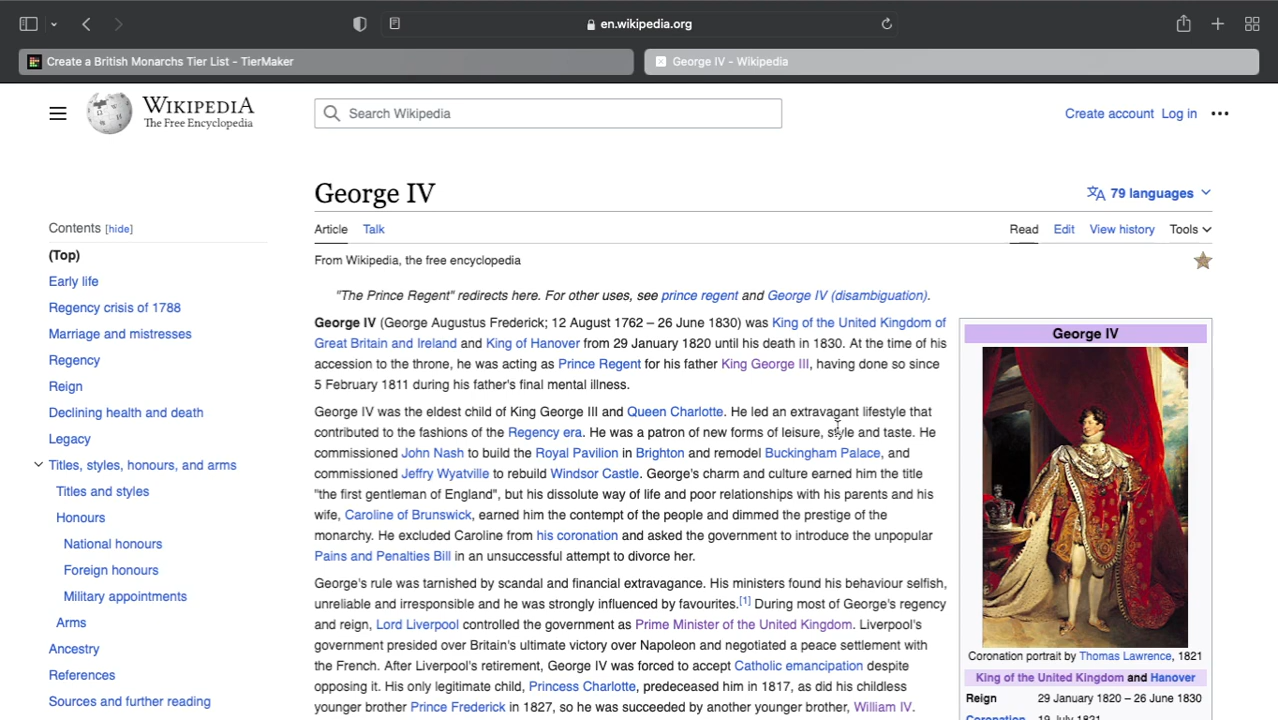 en.wikipedia.org
Create a British Monarchs Tier List - TierMaker
George IV - Wikipedia
WIKIPEDIA
The Free Encyclopedia
Search Wikipedia
Create account Log in
George IV
79 languages
Contents [hide]
(Top)
Early life
Regency crisis of 1788
Marriage and mistresses
Regency
Reign
Declining health and death
Legacy
Titles, styles, honours, and arms
Titles and styles
Honours
National honours
Foreign honours
Military appointments
Arms
Ancestry
References
Sources and further reading
Article Talk
Read Edit View history Tools
From Wikipedia, the free encyclopedia
"The Prince Regent" redirects here. For other uses, see prince regent and George IV (disambiguation).
George IV (George Augustus Frederick; 12 August 1762 – 26 June 1830) was King of the United Kingdom of
Great Britain and Ireland and King of Hanover from 29 January 1820 until his death in 1830. At the time of his
accession to the throne, he was acting as Prince Regent for his father King George III, having done so since
5 February 1811 during his father's final mental illness.
George IV was the eldest child of King George III and Queen Charlotte. He led an extravagant lifestyle that
contributed to the fashions of the Regency era. He was a patron of new forms of leisure, style and taste. He
commissioned John Nash to build the Royal Pavilion in Brighton and remodel Buckingham Palace, and
commissioned Jeffry Wyatville to rebuild Windsor Castle. George's charm and culture earned him the title
"the first gentleman of England", but his dissolute way of life and poor relationships with his parents and his
wife, Caroline of Brunswick, earned him the contempt of the people and dimmed the prestige of the
monarchy. He excluded Caroline from his coronation and asked the government to introduce the unpopular
Pains and Penalties Bill in an unsuccessful attempt to divorce her.
George's rule was tarnished by scandal and financial extravagance. His ministers found his behaviour selfish,
unreliable and irresponsible and he was strongly influenced by favourites.[1] During most of George's regency
and reign, Lord Liverpool controlled the government as Prime Minister of the United Kingdom. Liverpool's
government presided over Britain's ultimate victory over Napoleon and negotiated a peace settlement with
the French. After Liverpool's retirement, George IV was forced to accept Catholic emancipation despite
opposing it. His only legitimate child, Princess Charlotte, predeceased him in 1817, as did his childless
younger brother Prince Frederick in 1827, so he was succeeded by another younger brother, William IV.
George IV
Coronation portrait by Thomas Lawrence, 1821
King of the United Kingdom and Hanover
Reign 29 January 1820 – 26 June 1830
Coronation 19 July 1821